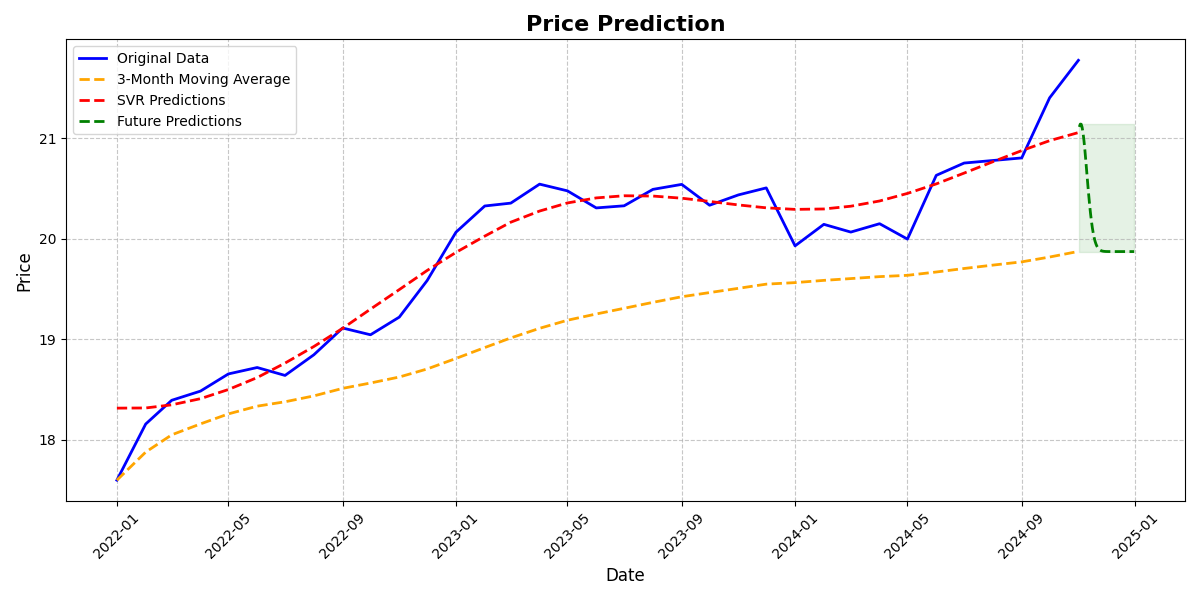 Price Prediction
Original Data
3-Month Moving Average
SVR Predictions
Future Predictions
Price
21
20
19
18
2022-01
2022-05
2022-09
2023-01
2023-05
2023-09
2024-01
2024-05
2024-09
2025-01
Date